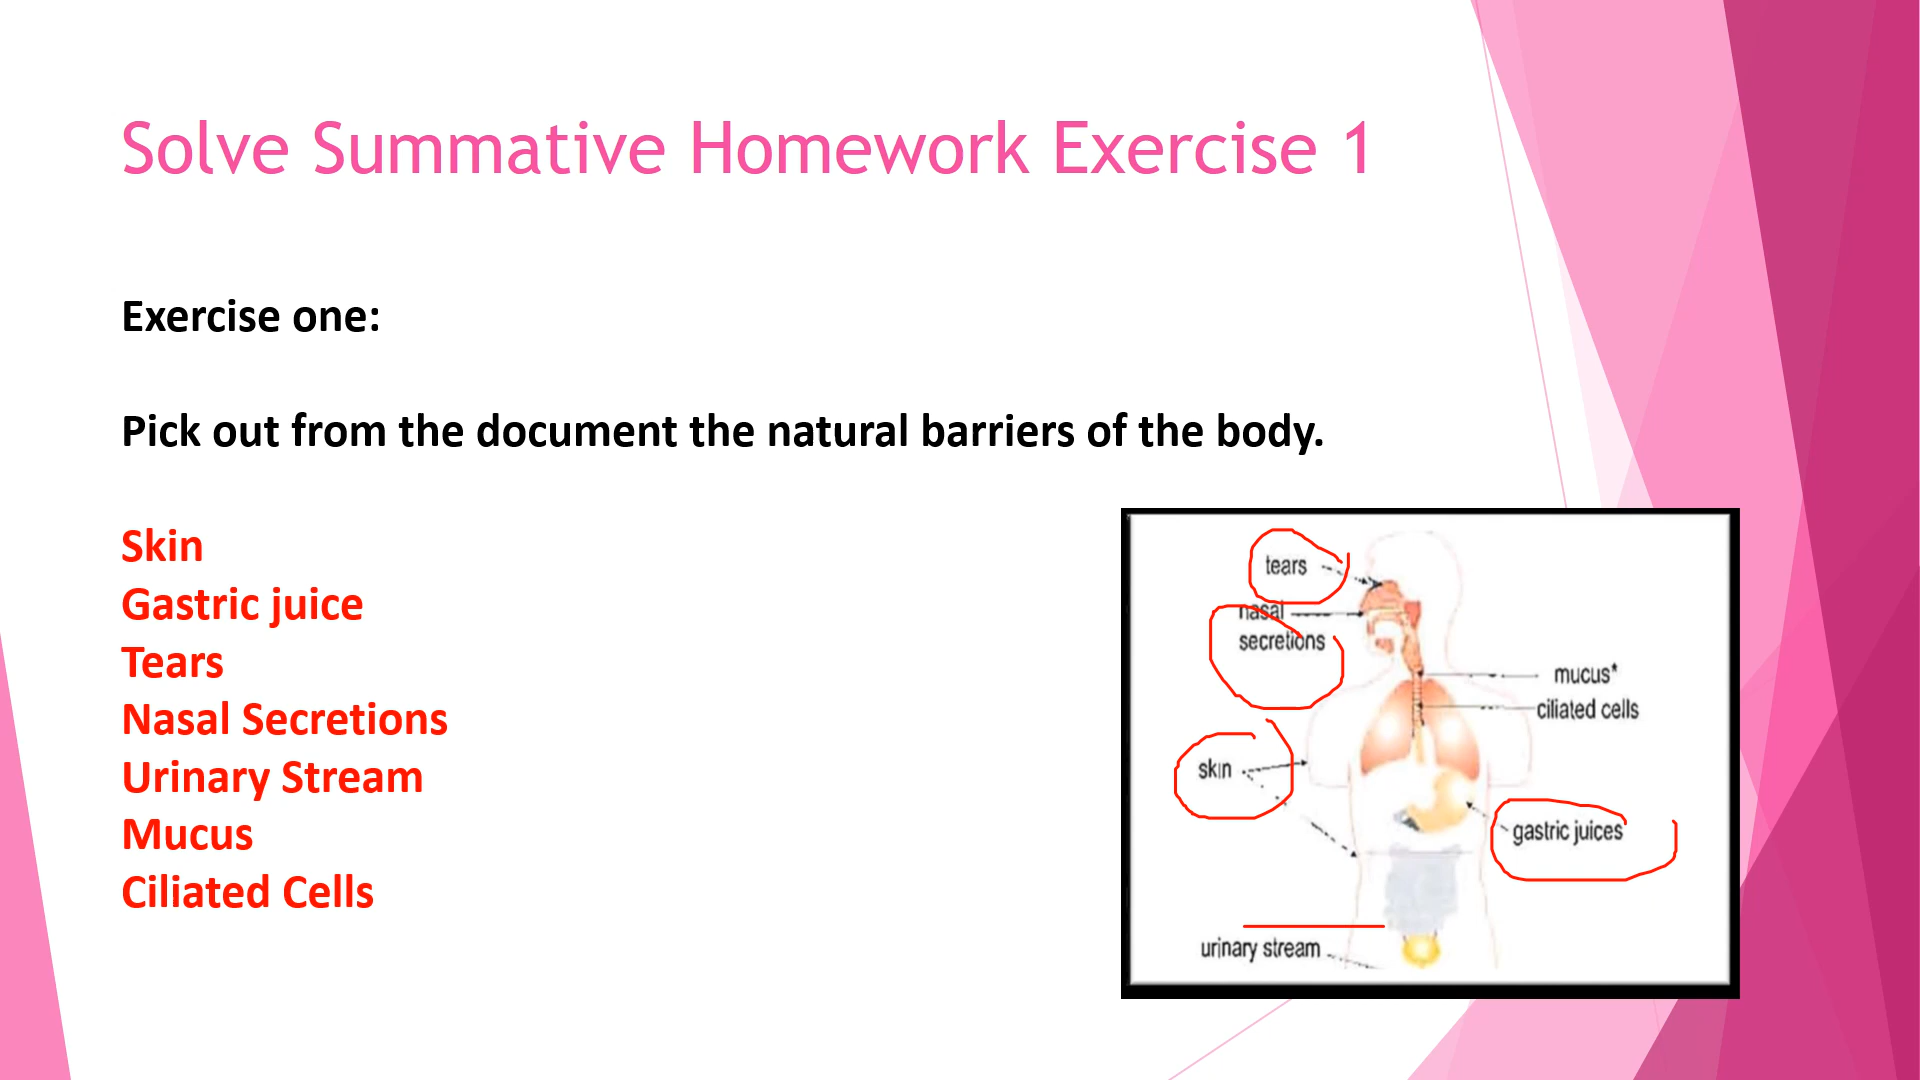 Solve Summative Homework Exercise 1
Exercise one:
Pick out from the document the natural barriers of the body.
Skin
Gastric juice
Tears
Nasal Secretions
Urinary Stream
Mucus
Ciliated Cells
tears
nasal
secretions
mucus*
ciliated cells
skin
gastric juices
urinary stream